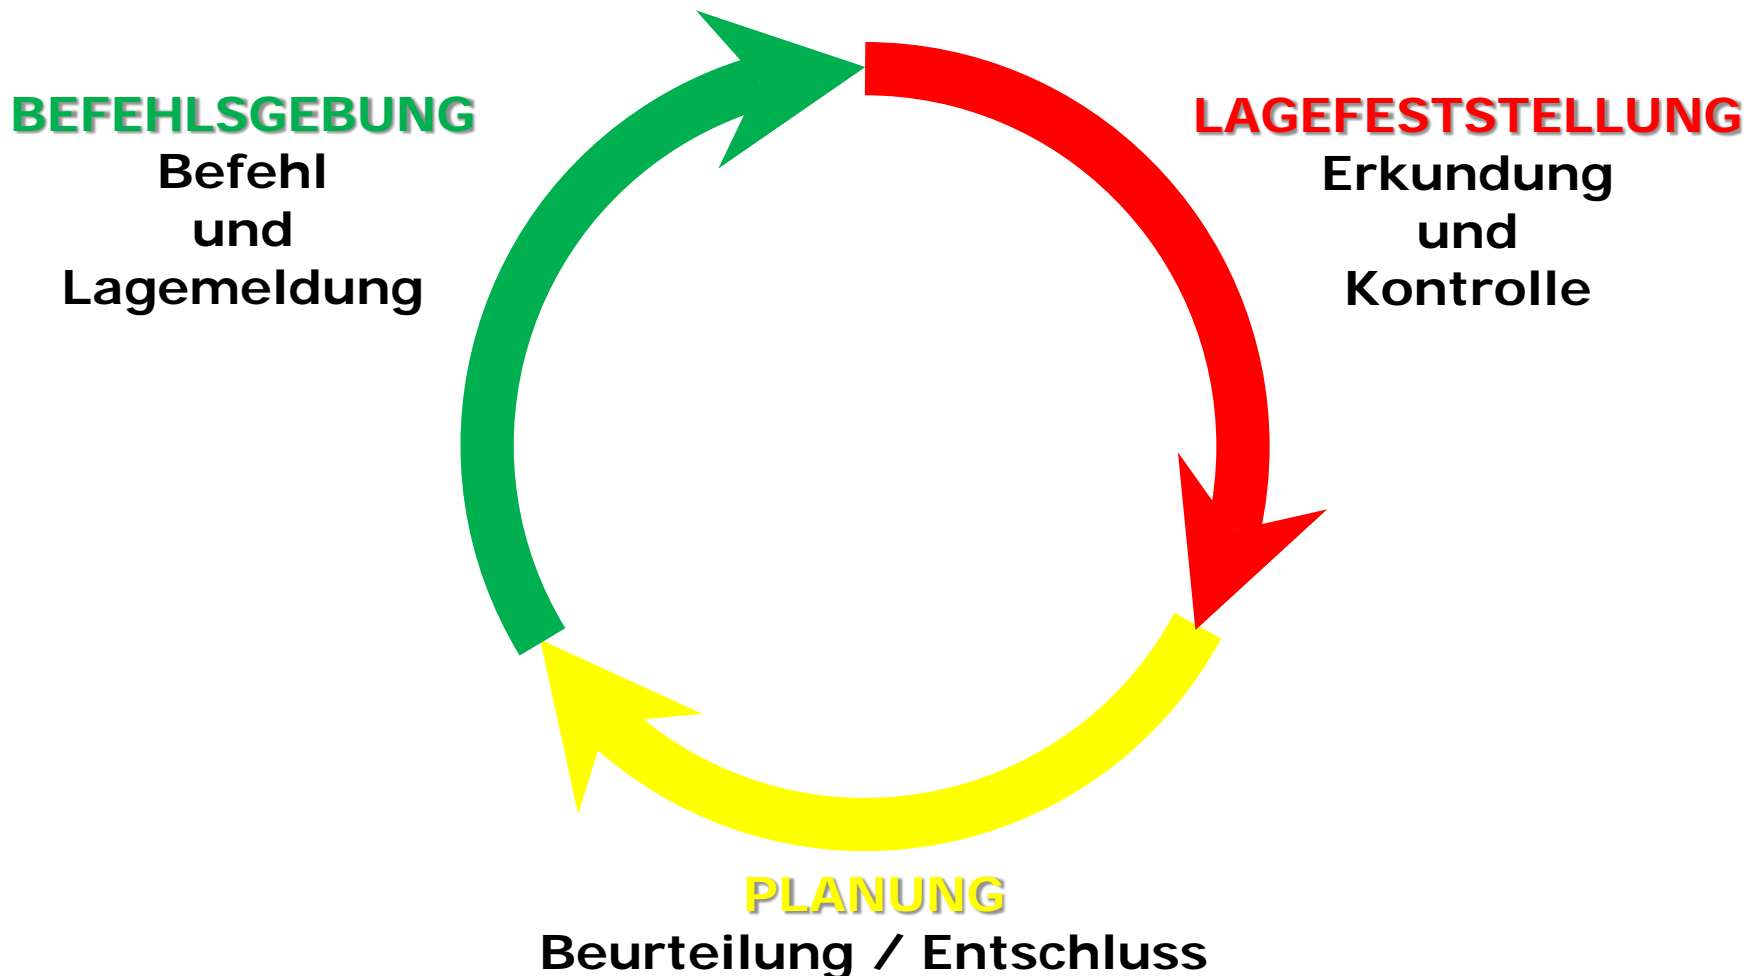 BEFEHLSGEBUNG
Befehl
und
Lagemeldung
LAGEFESTSTELLUNG
Erkundung
und
Kontrolle
PLANUNG
Beurteilung / Entschluss